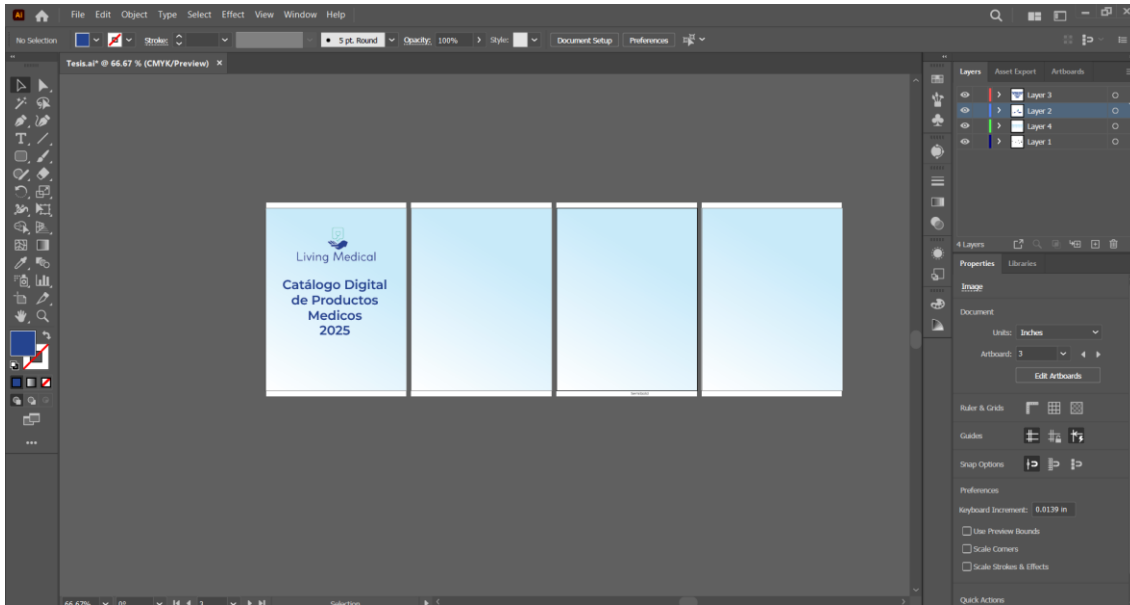 File Edit Object Type Select Effect View Window Help
No Selection Stroke: 5 pt. Round Opacity: 100% Style: Document Setup Preferences
Tesis.ai* @ 66.67 % (CMYK/Preview) ×
Layers Asset Export Artboards
Layer 3
Layer 2
Layer 4
Layer 1
4 Layers
Properties Libraries
Image
Document
Units: Inches
Artboard: 3
Edit Artboards
Ruler & Grids
Guides
Snap Options
Preferences
Keyboard Increment: 0.0139 in
Use Preview Bounds
Scale Corners
Scale Strokes & Effects
Quick Actions
Living Medical
Catálogo Digital
de Productos
Medicos
2025
66.67% 0° 3 Selection